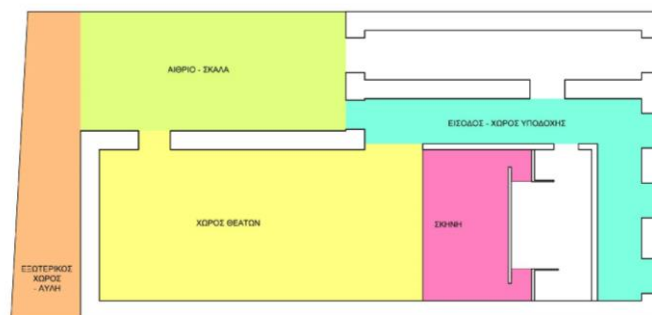 ΑΙΘΡΙΟ - ΣΚΑΛΑ
ΕΙΣΟΔΟΣ - ΧΩΡΟΣ ΥΠΟΔΟΧΗΣ
ΧΩΡΟΣ ΘΕΑΤΩΝ
ΣΚΗΝΗ
ΕΞΩΤΕΡΙΚΟΣ
ΧΩΡΟΣ
- ΑΥΛΗ